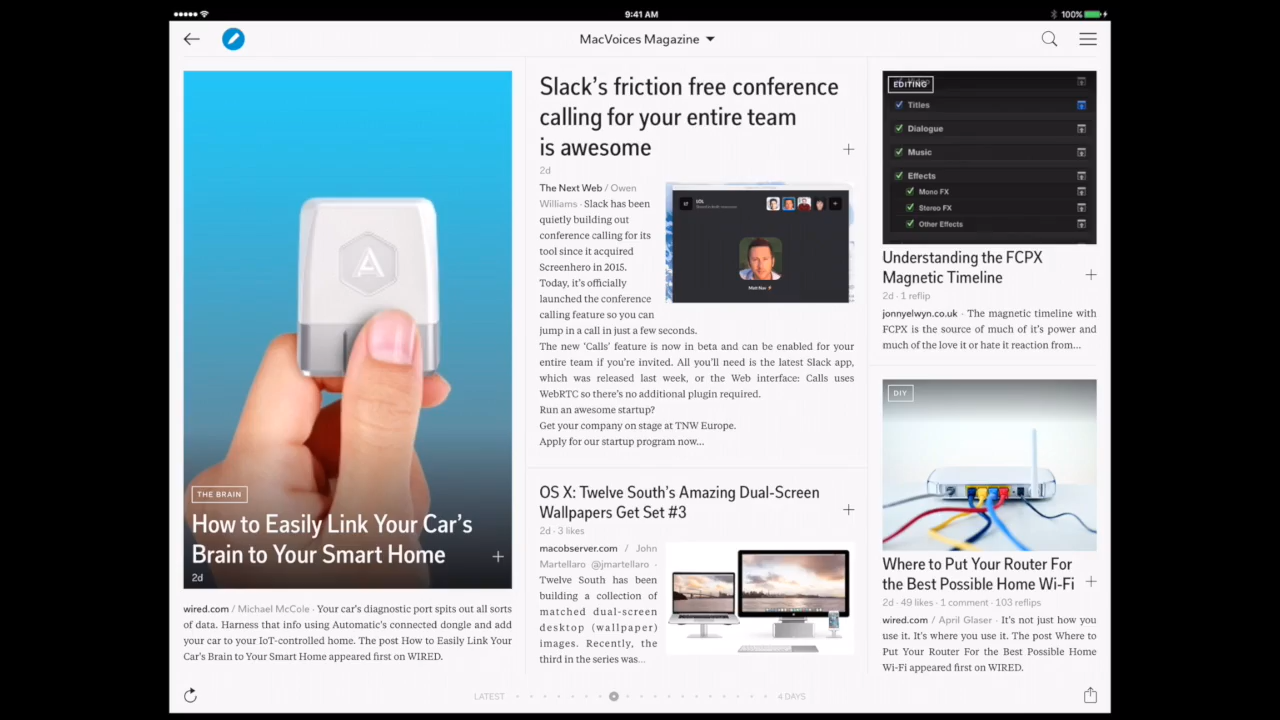 9:41 AM
100%
MacVoices Magazine
THE BRAIN
How to Easily Link Your Car's
Brain to Your Smart Home
2d
wired.com / Michael McCole · Your car's diagnostic port spits out all sorts
of data. Harness that info using Automatic's connected dongle and add
your car to your IoT-controlled home. The post How to Easily Link Your
Car's Brain to Your Smart Home appeared first on WIRED.
Slack's friction free conference
calling for your entire team
is awesome
2d
The Next Web / Owen
Williams · Slack has been
quietly building out
conference calling for its
tool since it acquired
Screenhero in 2015.
Today, it's officially
launched the conference
calling feature so you can
jump in a call in just a few seconds.
The new 'Calls' feature is now in beta and can be enabled for your
entire team if you're invited. All you'll need is the latest Slack app,
which was released last week, or the Web interface: Calls uses
WebRTC so there's no additional plugin required.
Run an awesome startup?
Get your company on stage at TNW Europe.
Apply for our startup program now...
OS X: Twelve South's Amazing Dual-Screen
Wallpapers Get Set #3
2d · 3 likes
macobserver.com / John
Martellaro @jmartellaro ·
Twelve South has been
building a collection of
matched dual-screen
desktop (wallpaper)
images. Recently, the
third in the series was...
EDITING
Titles
Dialogue
Music
Effects
Mono FX
Stereo FX
Other Effects
Understanding the FCPX
Magnetic Timeline
2d · 1 reflip
jonnyelwyn.co.uk · The magnetic timeline with
FCPX is the source of much of it's power and
much of the love it or hate it reaction from...
DIY
Where to Put Your Router For
the Best Possible Home Wi-Fi
2d · 49 likes · 1 comment · 103 reflips
wired.com / April Glaser · It's not just how you
use it. It's where you use it. The post Where to
Put Your Router For the Best Possible Home
Wi-Fi appeared first on WIRED.
LATEST
4 DAYS